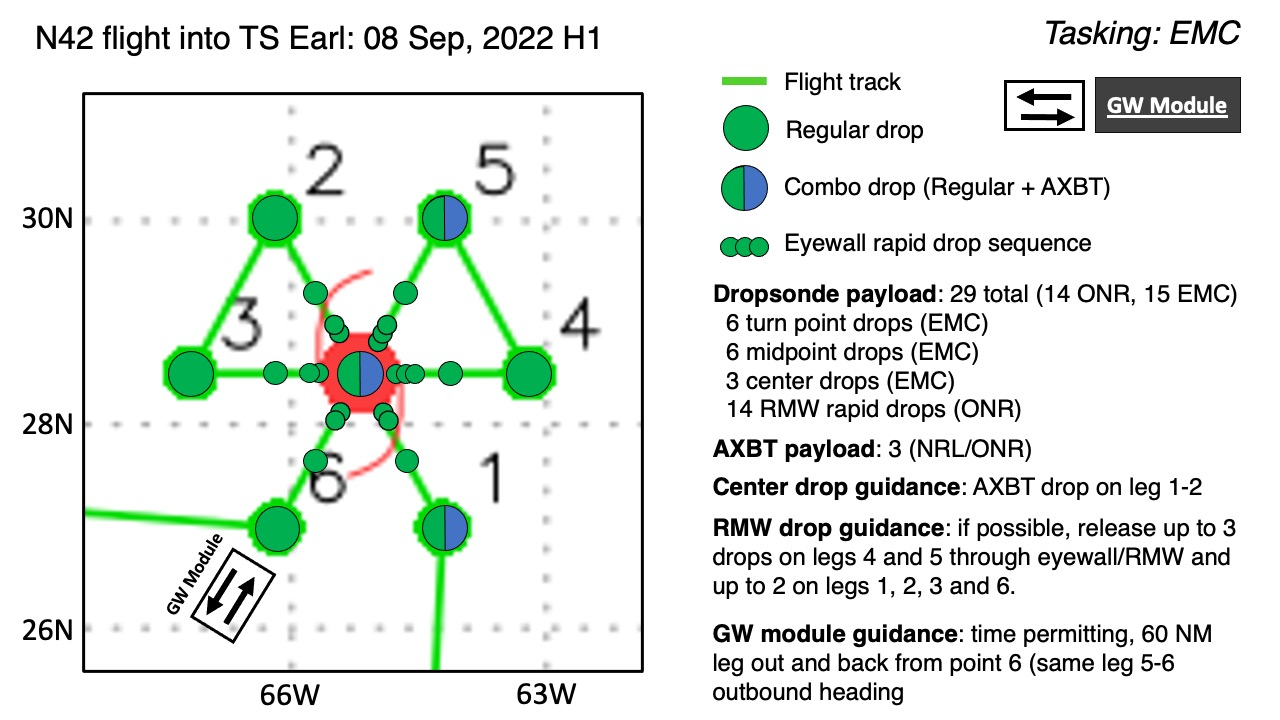 N42 flight into TS Earl: 08 Sep, 2022 H1
Tasking: EMC
Flight track
GW Module
Regular drop
Combo drop (Regular + AXBT)
Eyewall rapid drop sequence
Dropsonde payload: 29 total (14 ONR, 15 EMC)
6 turn point drops (EMC)
6 midpoint drops (EMC)
3 center drops (EMC)
14 RMW rapid drops (ONR)
AXBT payload: 3 (NRL/ONR)
Center drop guidance: AXBT drop on leg 1-2
RMW drop guidance: if possible, release up to 3
drops on legs 4 and 5 through eyewall/RMW and
up to 2 on legs 1, 2, 3 and 6.
GW module guidance: time permitting, 60 NM
leg out and back from point 6 (same leg 5-6
outbound heading
2
5
30N
3
4
28N
6
1
GW Module
26N
66W
63W